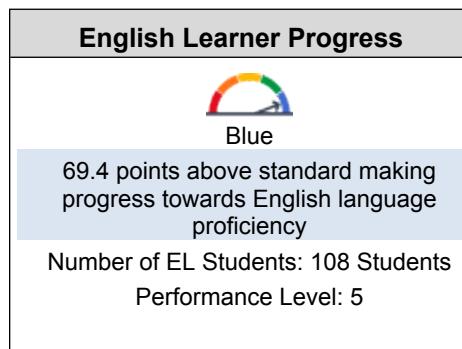 English Learner Progress
Blue
69.4 points above standard making
progress towards English language
proficiency
Number of EL Students: 108 Students
Performance Level: 5